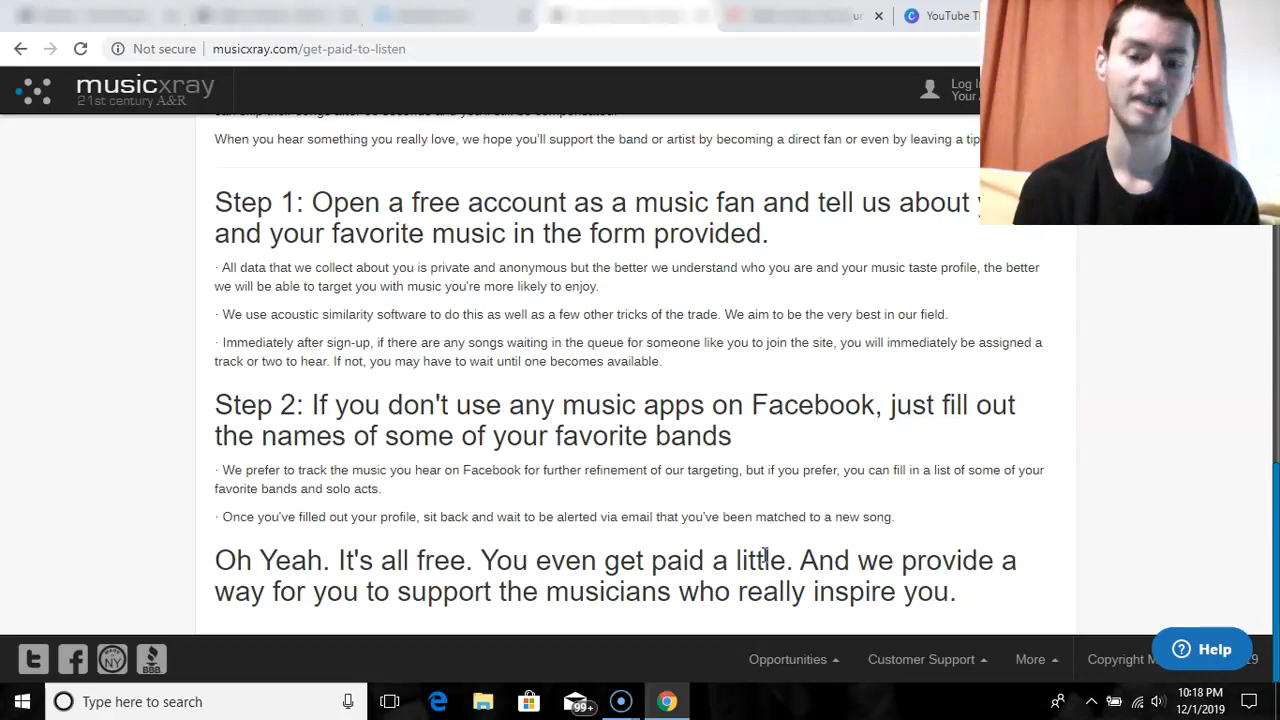 YouTube T
Not secure
musicxray.com/get-paid-to-listen
musicxray
21st century A&R
Log I
Your
When you hear something you really love, we hope you'll support the band or artist by becoming a direct fan or even by leaving a tip
Step 1: Open a free account as a music fan and tell us about
and your favorite music in the form provided.
· All data that we collect about you is private and anonymous but the better we understand who you are and your music taste profile, the better
we will be able to target you with music you're more likely to enjoy.
· We use acoustic similarity software to do this as well as a few other tricks of the trade. We aim to be the very best in our field.
· Immediately after sign-up, if there are any songs waiting in the queue for someone like you to join the site, you will immediately be assigned a
track or two to hear. If not, you may have to wait until one becomes available.
Step 2: If you don't use any music apps on Facebook, just fill out
the names of some of your favorite bands
· We prefer to track the music you hear on Facebook for further refinement of our targeting, but if you prefer, you can fill in a list of some of your
favorite bands and solo acts.
· Once you've filled out your profile, sit back and wait to be alerted via email that you've been matched to a new song.
Oh Yeah. It's all free. You even get paid a little. And we provide a
way for you to support the musicians who really inspire you.
NY
BBB
Opportunities
Customer Support
More
Copyright M
19
Help
Type here to search
99+
10:18 PM
12/1/2019